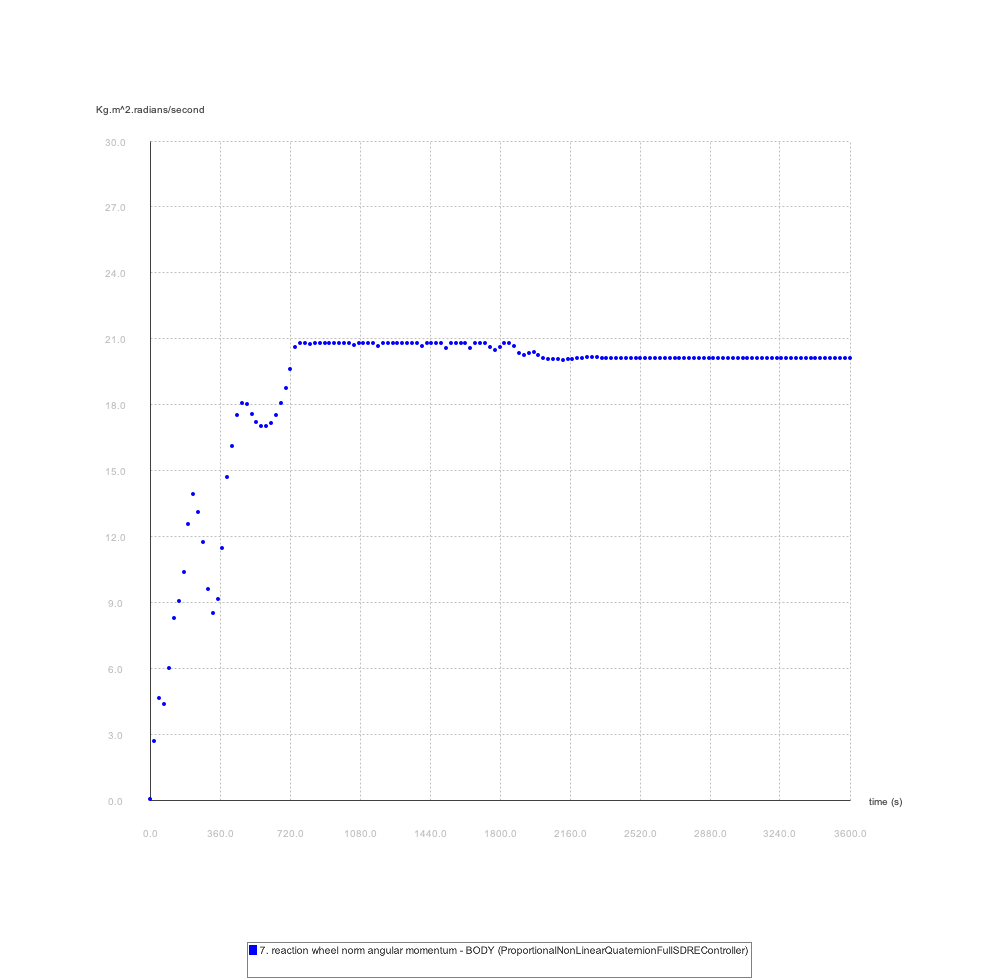 Kg.m^2.radians/second
30.0
27.0
24.0
21.0
18.0
15.0
12.0
9.0
6.0
3.0
0.0
time (s)
0.0 360.0 720.0 1080.0 1440.0 1800.0 2160.0 2520.0 2880.0 3240.0 3600.0
7. reaction wheel norm angular momentum - BODY (ProportionalNonLinearQuaternionFullSDREController)